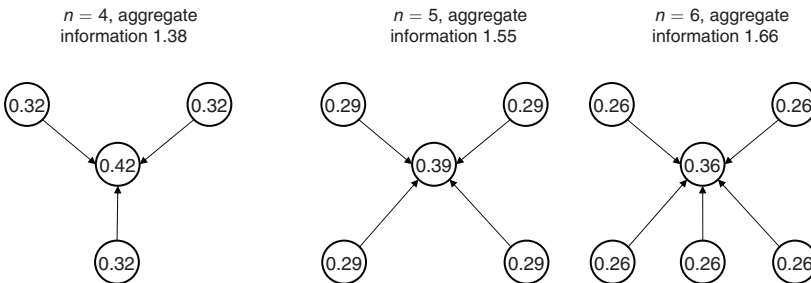 n = 4, aggregate
information 1.38
n = 5, aggregate
information 1.55
n = 6, aggregate
information 1.66
0.32
0.32
0.42
0.32
0.29
0.29
0.39
0.29
0.29
0.26
0.26
0.36
0.26
0.26
0.26